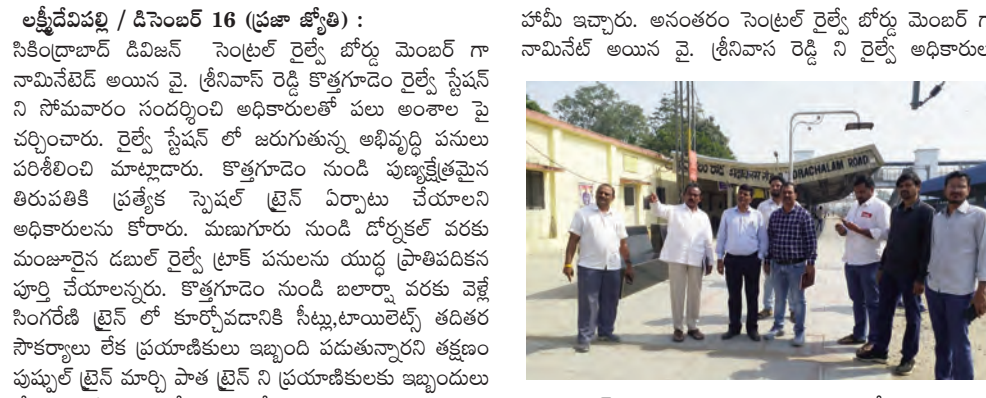 లక్ష్మీదేవిపల్లి / డిసెంబర్ 16 (ప్రజా జ్యోతి) :
సికింద్రాబాద్ డివిజన్ సెంట్రల్ రైల్వే బోర్డు మెంబర్ గా
నామినేటెడ్ అయిన వై. శ్రీనివాస్ రెడ్డి కొత్తగూడెం రైల్వే స్టేషన్
ని సోమవారం సందర్శించి అధికారులతో పలు అంశాల పై
చర్చించారు. రైల్వే స్టేషన్ లో జరుగుతున్న అభివృద్ధి పనులు
పరిశీలించి మాట్లాడారు. కొత్తగూడెం నుండి పుణ్యక్షేత్రమైన
తిరుపతికి ప్రత్యేక స్పెషల్ ట్రైన్ ఏర్పాటు చేయాలని
అధికారులను కోరారు. మణుగూరు నుండి డోర్నకల్ వరకు
మంజూరైన డబుల్ రైల్వే ట్రాక్ పనులను యుద్ధ ప్రాతిపదికన
పూర్తి చేయాలన్నరు. కొత్తగూడెం నుండి బలార్షా వరకు వెళ్లే
సింగరేణి ట్రైన్ లో కూర్చోవడానికి సీట్లు,టాయిలెట్స్ తదితర
సౌకర్యాలు లేక ప్రయాణికులు ఇబ్బంది పడుతున్నారని తక్షణం
పుష్పుల్ ట్రైన్ మార్చి పాత ట్రైన్ ని ప్రయాణికులకు ఇబ్బందులు
హామీ ఇచ్చారు. అనంతరం సెంట్రల్ రైల్వే బోర్డు మెంబర్
నామినేట్ అయిన వై. శ్రీనివాస రెడ్డి ని రైల్వే
ROAD